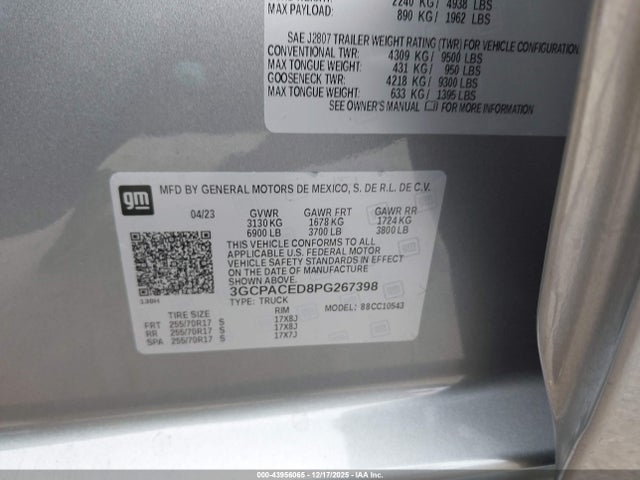 2240 KG/ 4938 LBS
MAX PAYLOAD: 890 KG/ 1962 LBS
SAE J2807 TRAILER WEIGHT RATING (TWR) FOR VEHICLE CONFIGURATION
CONVENTIONAL TWR: 4309 KG/ 9500 LBS
MAX TONGUE WEIGHT: 431 KG/ 950 LBS
GOOSENECK TWR: 4218 KG/ 9300 LBS
MAX TONGUE WEIGHT: 633 KG/ 1395 LBS
SEE OWNER'S MANUAL FOR MORE INFORMATION
gm MFD BY GENERAL MOTORS DE MEXICO, S. DE R.L. DE C.V.
04/23 GVWR GAWR FRT GAWR RR
3130 KG 1678 KG 1724 KG
6900 LB 3700 LB 3800 LB
THIS VEHICLE CONFORMS TO ALL
APPLICABLE U.S. FEDERAL MOTOR
VEHICLE SAFETY STANDARDS IN EFFECT
ON THE DATE OF MANUFACTURE SHOWN ABOVE.
3GCPACED8PG267398
138H TYPE: TRUCK MODEL: 88CC10543
TIRE SIZE RIM
FRT 255/70R17 S 17X8J
RR 255/70R17 S 17X8J
SPA 255/70R17 S 17X7J
000-43956065 - 12/17/2025 - IAA Inc.